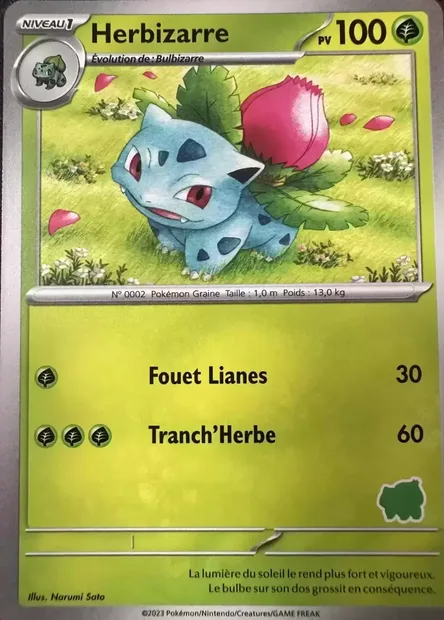 NIVEAU 1
Herbizarre
PV 100
Évolution de : Bulbizarre
N° 0002 Pokémon Graine Taille : 1,0 m Poids : 13,0 kg
Fouet Lianes 30
Tranch'Herbe 60
La lumière du soleil le rend plus fort et vigoureux.
Le bulbe sur son dos grossit en conséquence.
Illus. Narumi Sato
©2023 Pokémon/Nintendo/Creatures/GAME FREAK